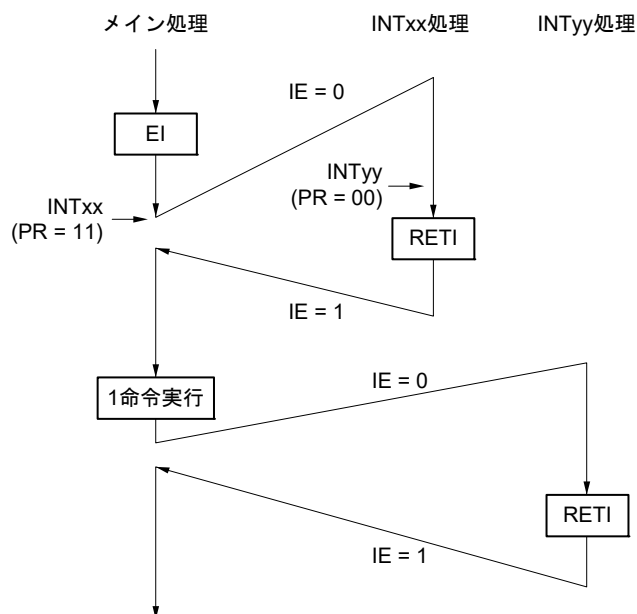 メイン処理
INTxx処理
INTyy処理
IE = 0
EI
INTyy
(PR = 00)
INTxx
(PR = 11)
RETI
IE = 1
IE = 0
1命令実行
RETI
IE = 1